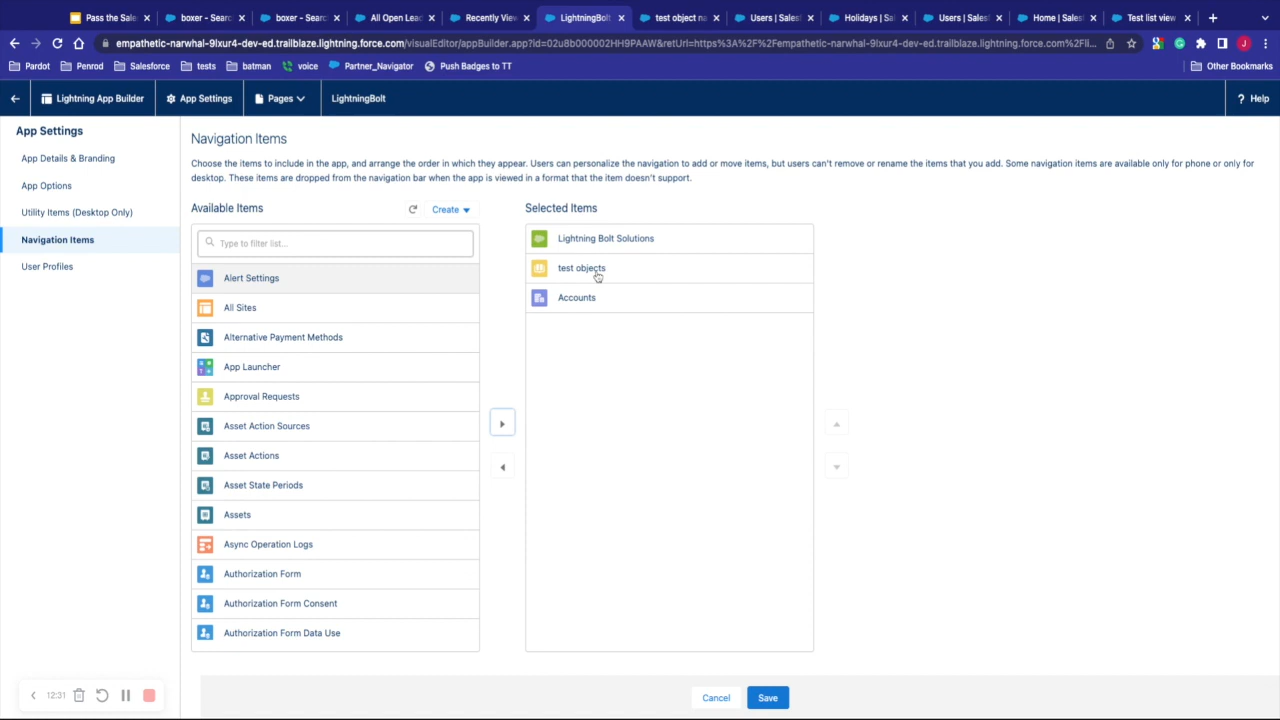 Pass the Sale
boxer - Searc
boxer - Searc
All Open Lead
Recently View
LightningBolt
test object na
Users | Salesf
Holidays | Sa
Users | Salesf
Home | Salesf
Test list view
empathetic-narwhal-9lxur4-dev-ed.trailblaze.lightning.force.com/visualEditor/appBuilder.app?id=02u8b000002HH9PAAW&retUrl=https%3A%2F%2Fempathetic-narwhal-9lxur4-dev-ed.trailblaze.lightning.force.com%2Fli...
J
Pardot
Penrod
Salesforce
tests
batman
voice
Partner_Navigator
Push Badges to TT
Other Bookmarks
Lightning App Builder
App Settings
Pages
LightningBolt
? Help
App Settings
App Details & Branding
App Options
Utility Items (Desktop Only)
Navigation Items
User Profiles
Navigation Items
Choose the items to include in the app, and arrange the order in which they appear. Users can personalize the navigation to add or move items, but users can't remove or rename the items that you add. Some navigation items are available only for phone or only for
desktop. These items are dropped from the navigation bar when the app is viewed in a format that the item doesn't support.
Available Items
Create
Type to filter list...
Alert Settings
All Sites
Alternative Payment Methods
App Launcher
Approval Requests
Asset Action Sources
Asset Actions
Asset State Periods
Assets
Async Operation Logs
Authorization Form
Authorization Form Consent
Authorization Form Data Use
Selected Items
Lightning Bolt Solutions
test objects
Accounts
12:31
Cancel
Save